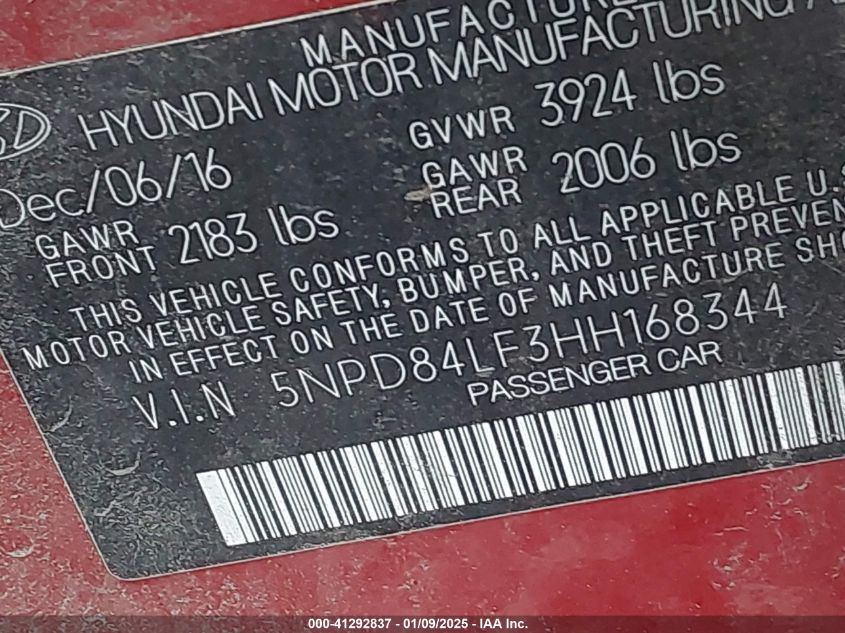 MANUFACTURE
HYUNDAI MOTOR MANUFACTURING
Dec/06/16
GVWR 3924 lbs
GAWR FRONT 2183 lbs
GAWR REAR 2006 lbs
THIS VEHICLE CONFORMS TO ALL APPLICABLE U.S
MOTOR VEHICLE SAFETY, BUMPER, AND THEFT PREVEN
IN EFFECT ON THE DATE OF MANUFACTURE SHO
V.I.N 5NPD84LF3HH168344
PASSENGER CAR
000-41292837 - 01/09/2025 - © IAA Inc.